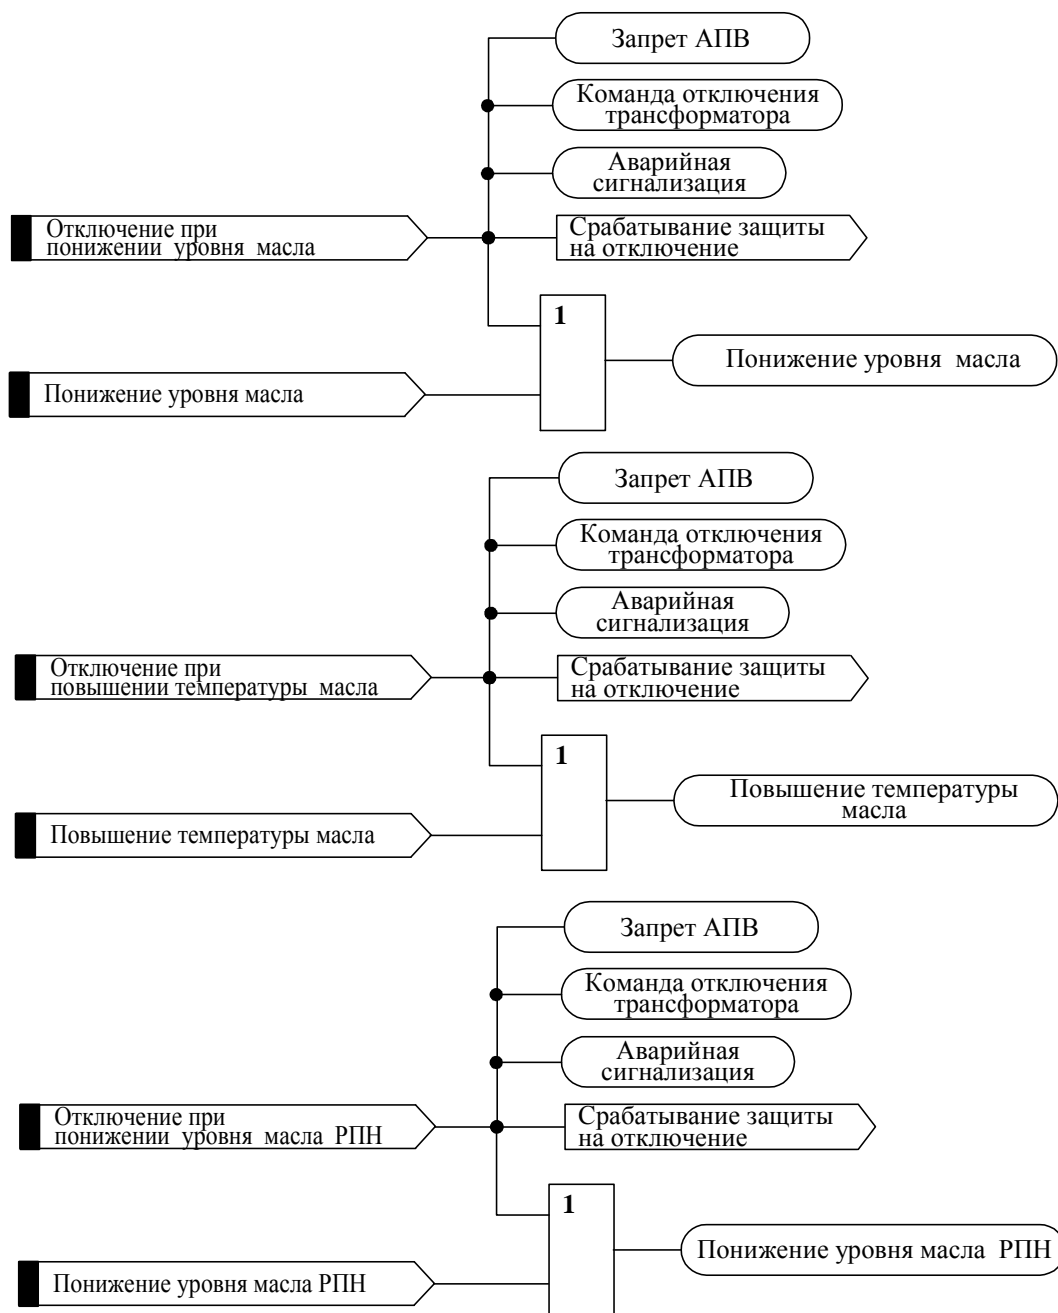 Запрет АПВ
Команда отключения
трансформатора
Аварийная
сигнализация
Отключение при
понижении уровня масла
Срабатывание защиты
на отключение
1
Понижение уровня масла
Понижение уровня масла
Запрет АПВ
Команда отключения
трансформатора
Аварийная
сигнализация
Отключение при
повышении температуры масла
Срабатывание защиты
на отключение
1
Повышение температуры
масла
Повышение температуры масла
Запрет АПВ
Команда отключения
трансформатора
Аварийная
сигнализация
Отключение при
понижении уровня масла РПН
Срабатывание защиты
на отключение
1
Понижение уровня масла РПН
Понижение уровня масла РПН